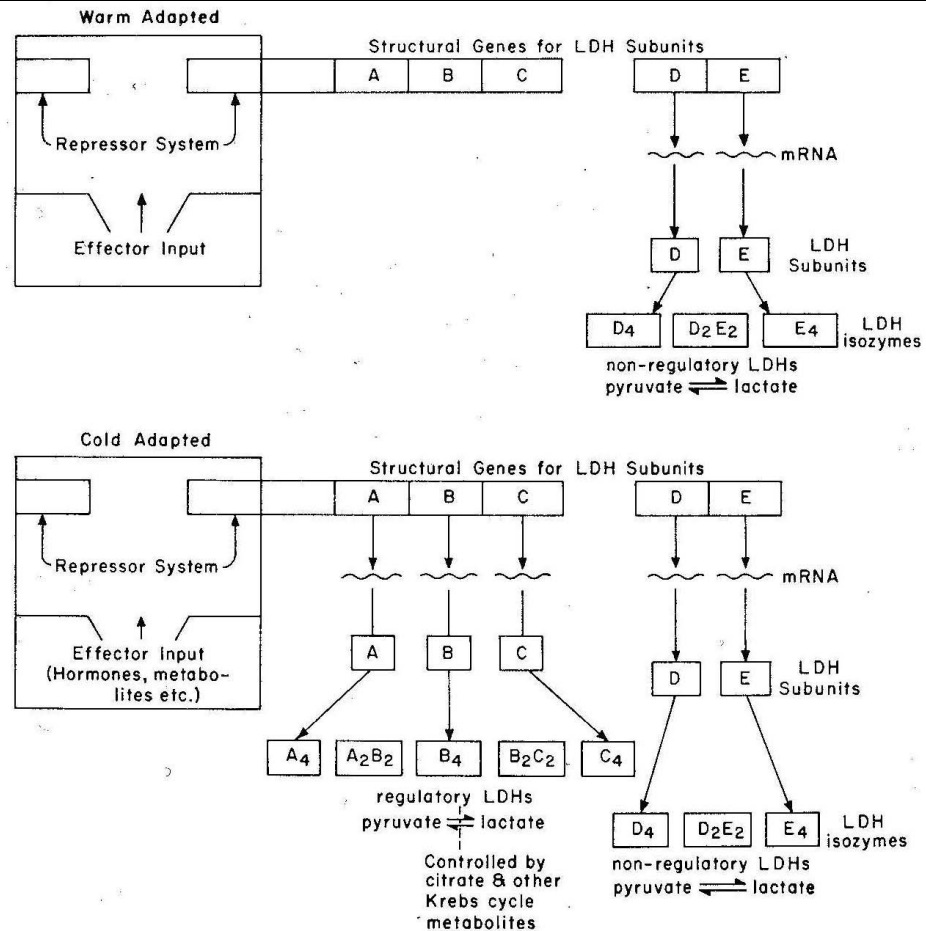 Warm Adapted
Structural Genes for LDH Subunits
A B C D E
Repressor System
mRNA
Effector Input
D E
LDH
Subunits
D4 D2E2 E4
LDH
isozymes
non-regulatory LDHs
pyruvate ⇌ lactate
Cold Adapted
Structural Genes for LDH Subunits
A B C D E
Repressor System
mRNA
Effector Input
(Hormones, metabo-
lites etc.)
A B C
D E
LDH
Subunits
A4 A2B2 B4 B2C2 C4
regulatory LDHs
pyruvate ⇌ lactate
Controlled by
citrate & other
Krebs cycle
metabolites
D4 D2E2 E4
LDH
isozymes
non-regulatory LDHs
pyruvate ⇌ lactate